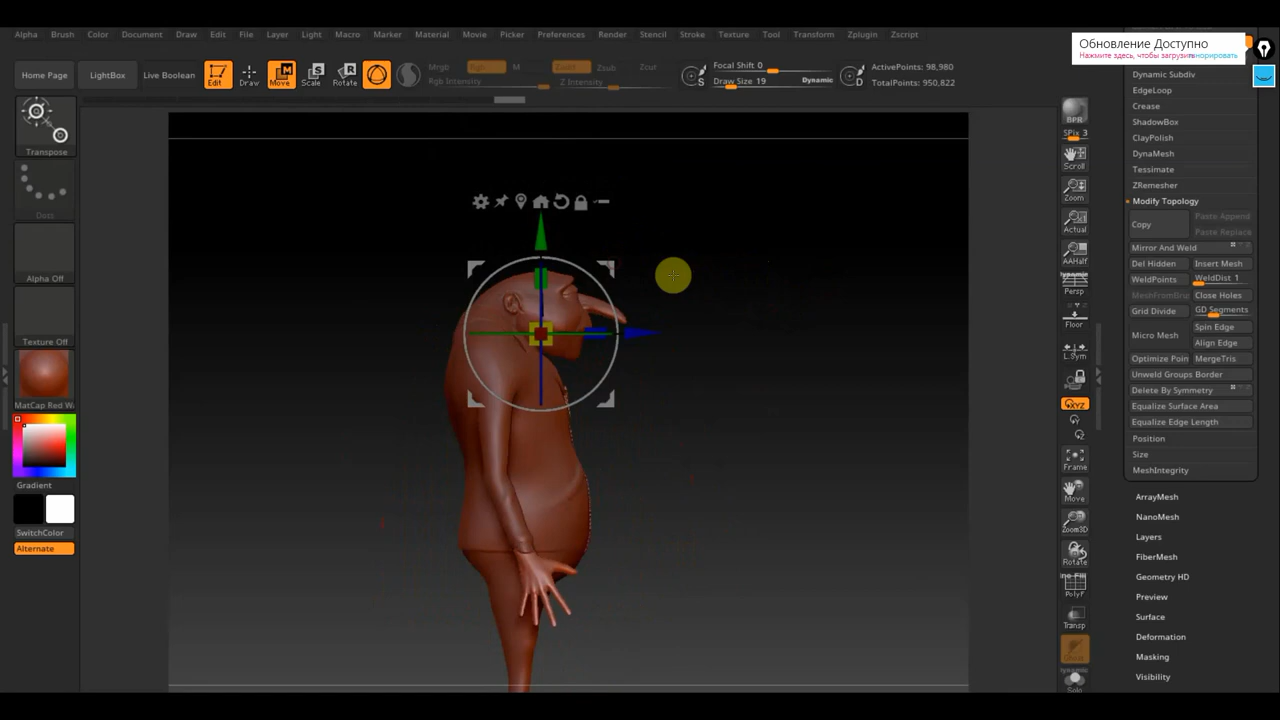 Alpha Brush Color Document Draw Edit File Layer Light Macro Marker Material Movie Picker Preferences Render Stencil Stroke Texture Tool Transform Zplugin Zscript
Обновление Доступно
Нажмите здесь, чтобы загрузить
Home Page LightBox Live Boolean Edit Draw Move Scale Rotate
Mrgb Rgb M Zadd Zsub Zcut
Rgb Intensity Z Intensity
S Focal Shift 0
Draw Size 19 Dynamic D
ActivePoints: 98,980
TotalPoints: 950,822
Transpose
Dots
Alpha Off
Texture Off
MatCap Red W
Gradient
SwitchColor
Alternate
BPR
SPix 3
Scroll
Zoom
Actual
AAHalf
Dynamic
Persp
Floor
L.Sym
XYZ
Y
Z
Frame
Move
Zoom3D
Rotate
Line Fill
PolyF
Transp
Dynamic
Solo
Dynamic Subdiv
EdgeLoop
Crease
ShadowBox
ClayPolish
DynaMesh
Tessimate
ZRemesher
Modify Topology
Copy Paste Append
Paste Replace
Mirror And Weld
Del Hidden Insert Mesh
WeldPoints WeldDist 1
MeshFromBru Close Holes
Grid Divide GD Segments
Micro Mesh Spin Edge
Align Edge
Optimize Poin MergeTris
Unweld Groups Border
Delete By Symmetry
Equalize Surface Area
Equalize Edge Length
Position
Size
MeshIntegrity
ArrayMesh
NanoMesh
Layers
FiberMesh
Geometry HD
Preview
Surface
Deformation
Masking
Visibility